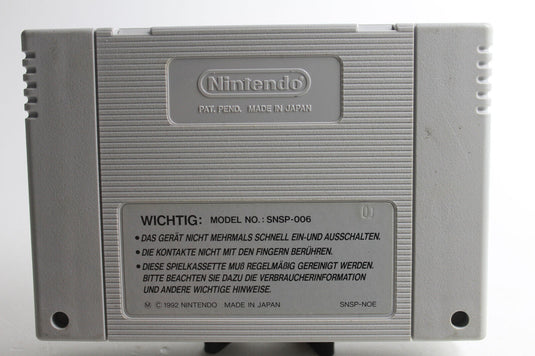 Nintendo®
PAT. PEND. MADE IN JAPAN
WICHTIG: MODEL NO.: SNSP-006
• DAS GERÄT NICHT MEHRMALS SCHNELL EIN-UND AUSSCHALTEN.
• DIE KONTAKTE NICHT MIT DEN FINGERN BERÜHREN.
• DIESE SPIELKASSETTE MUß REGELMÄßIG GEREINIGT WERDEN.
BITTE BEACHTEN SIE DAZU DIE VERBRAUCHERINFORMATION
UND ANDERE WICHTIGE HINWEISE.
Ⓜ © 1992 NINTENDO MADE IN JAPAN SNSP-NOE